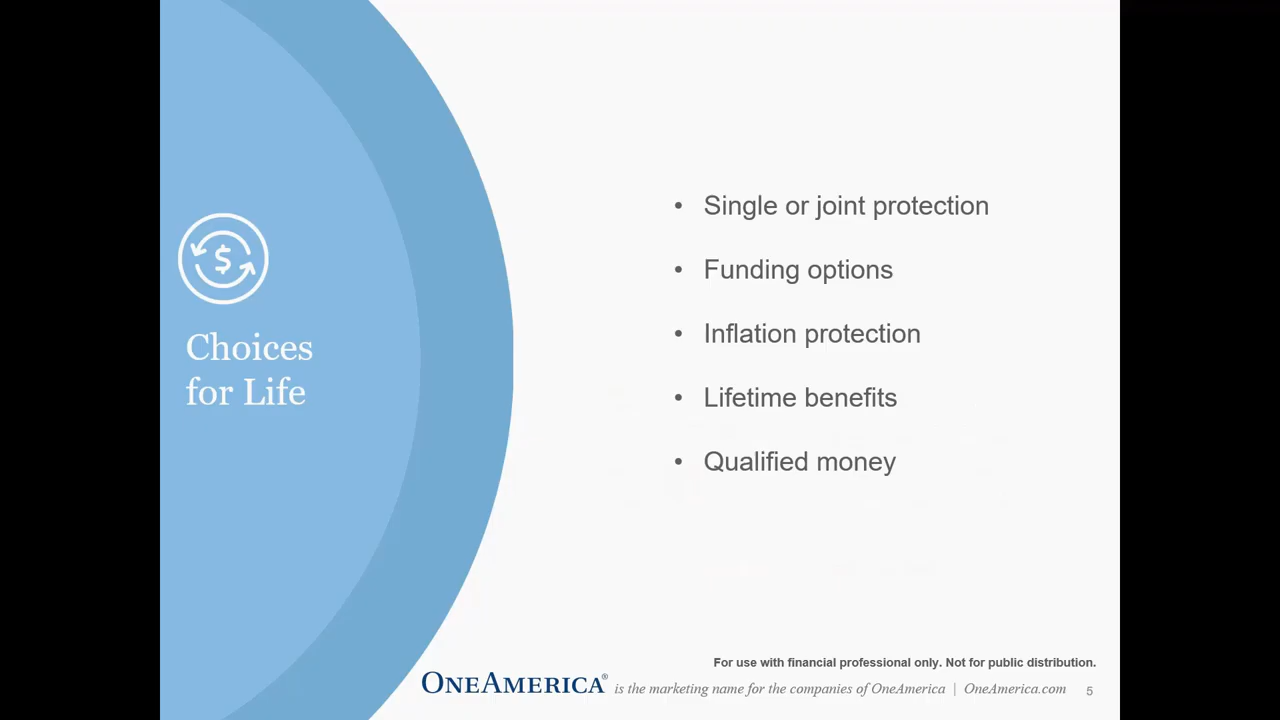 $
Choices
for Life
• Single or joint protection
• Funding options
• Inflation protection
• Lifetime benefits
• Qualified money
For use with financial professional only. Not for public distribution.
ONEAMERICA® is the marketing name for the companies of OneAmerica | OneAmerica.com 5